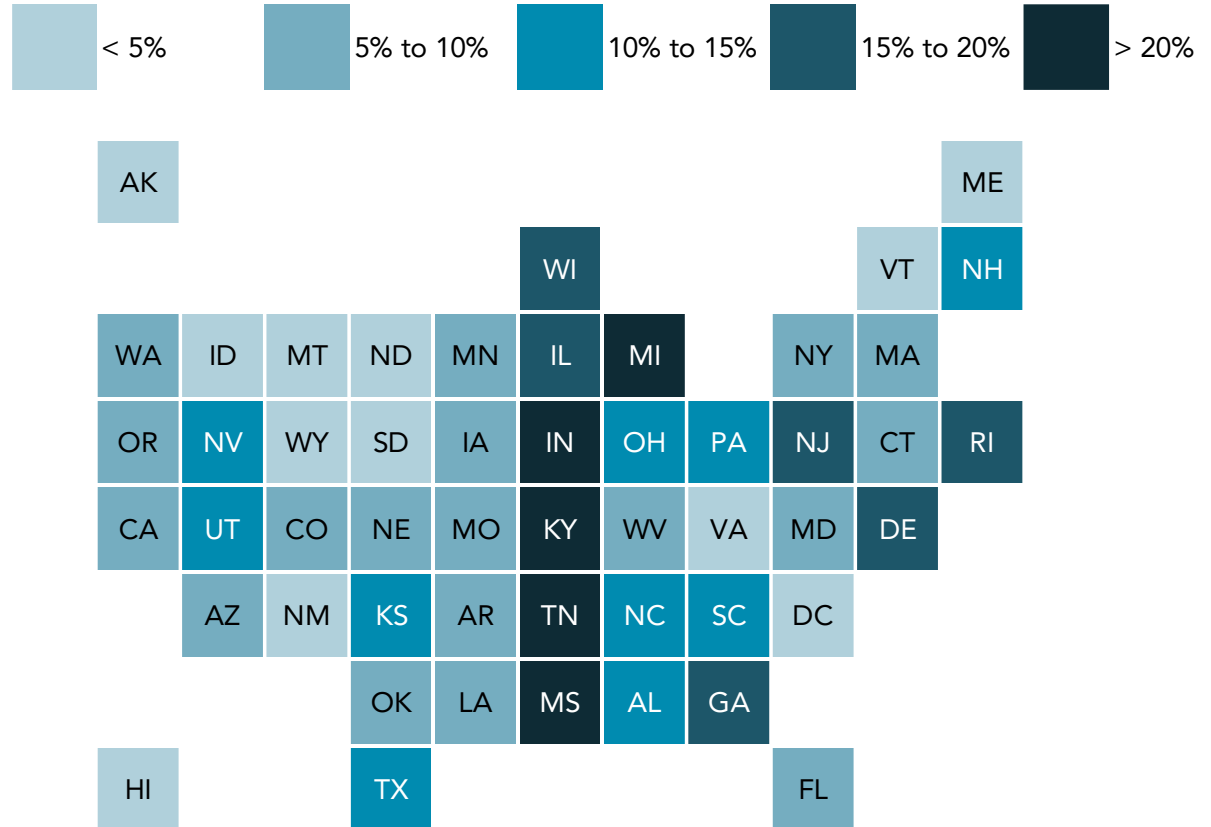 < 5% 5% to 10% 10% to 15% 15% to 20% > 20%
AK ME
WI VT NH
WA ID MT ND MN IL MI NY MA
OR NV WY SD IA IN OH PA NJ CT RI
CA UT CO NE MO KY WV VA MD DE
AZ NM KS AR TN NC SC DC
OK LA MS AL GA
HI TX FL